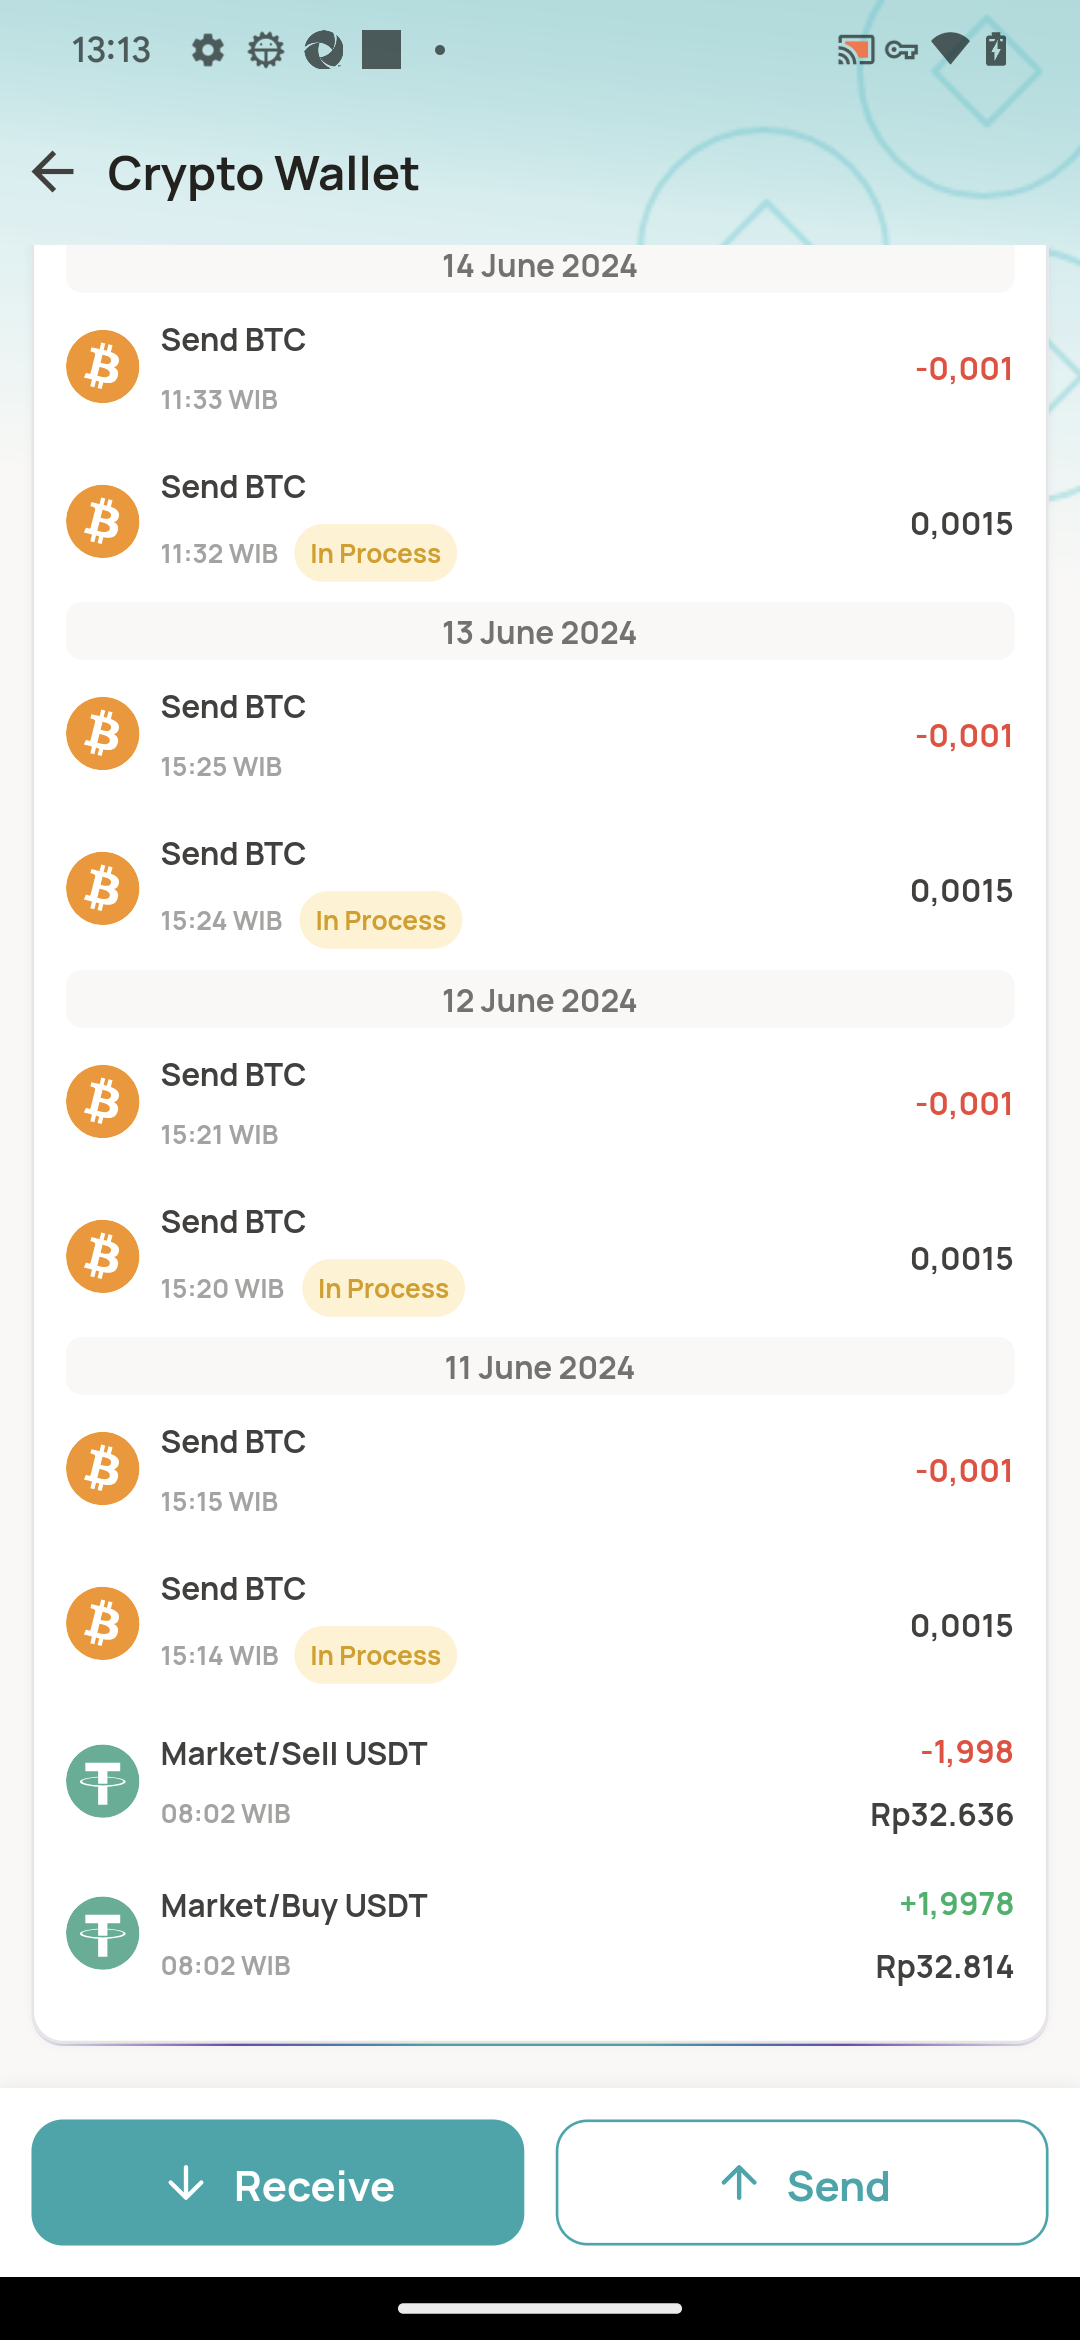 13:13
Crypto Wallet
14 June 2024
Send BTC
-0,001
11:33 WIB
Send BTC
0,0015
11:32 WIB In Process
13 June 2024
Send BTC
-0,001
15:25 WIB
Send BTC
0,0015
15:24 WIB In Process
12 June 2024
Send BTC
-0,001
15:21 WIB
Send BTC
0,0015
15:20 WIB In Process
11 June 2024
Send BTC
-0,001
15:15 WIB
Send BTC
0,0015
15:14 WIB In Process
Market/Sell USDT -1,998
08:02 WIB Rp32.636
Market/Buy USDT +1,9978
08:02 WIB Rp32.814
Receive Send